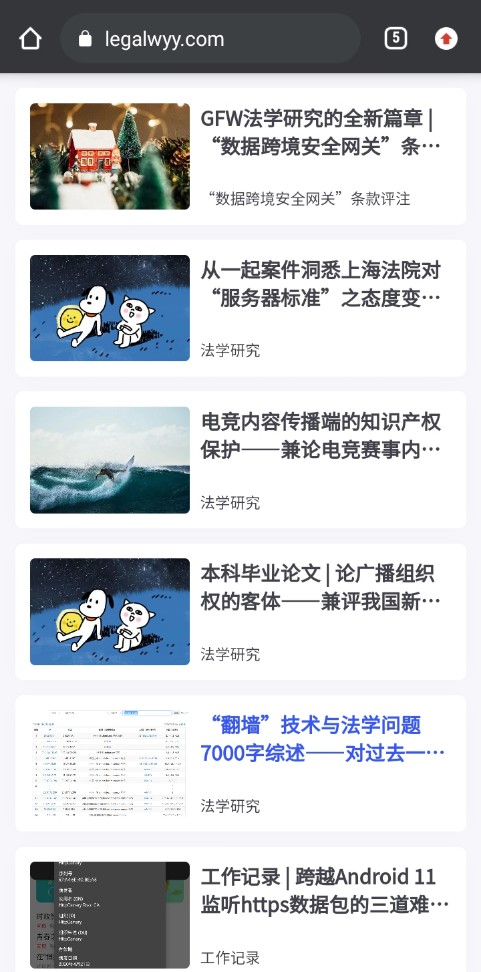 legalwyy.com
5
GFW法学研究的全新篇章 |
“数据跨境安全网关”条…
“数据跨境安全网关”条款评注
从一起案件洞悉上海法院对
“服务器标准”之态度变…
法学研究
电竞内容传播端的知识产权
保护——兼论电竞赛事内…
法学研究
本科毕业论文 | 论广播组织
权的客体——兼评我国新…
法学研究
“翻墙”技术与法学问题
7000字综述——对过去一…
法学研究
工作记录 | 跨越Android 11
监听https数据包的三道难…
工作记录